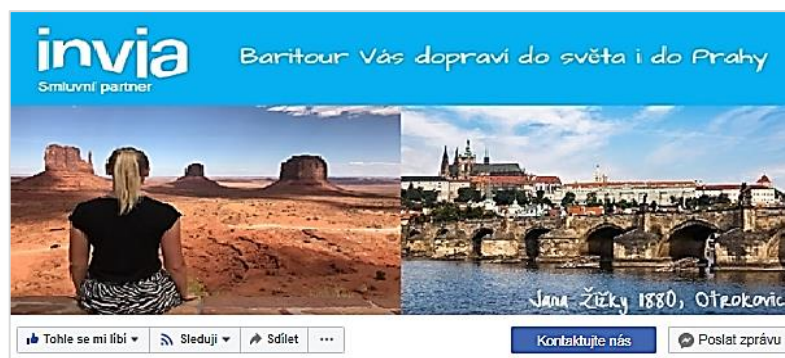 invia
Smluvní partner
Baritour Vás dopraví do světa i do Prahy
Jana Žižky 1880, Otrokovic
Tohle se mi líbí Sleduji Sdílet ... Kontaktujte nás Poslat zprávu